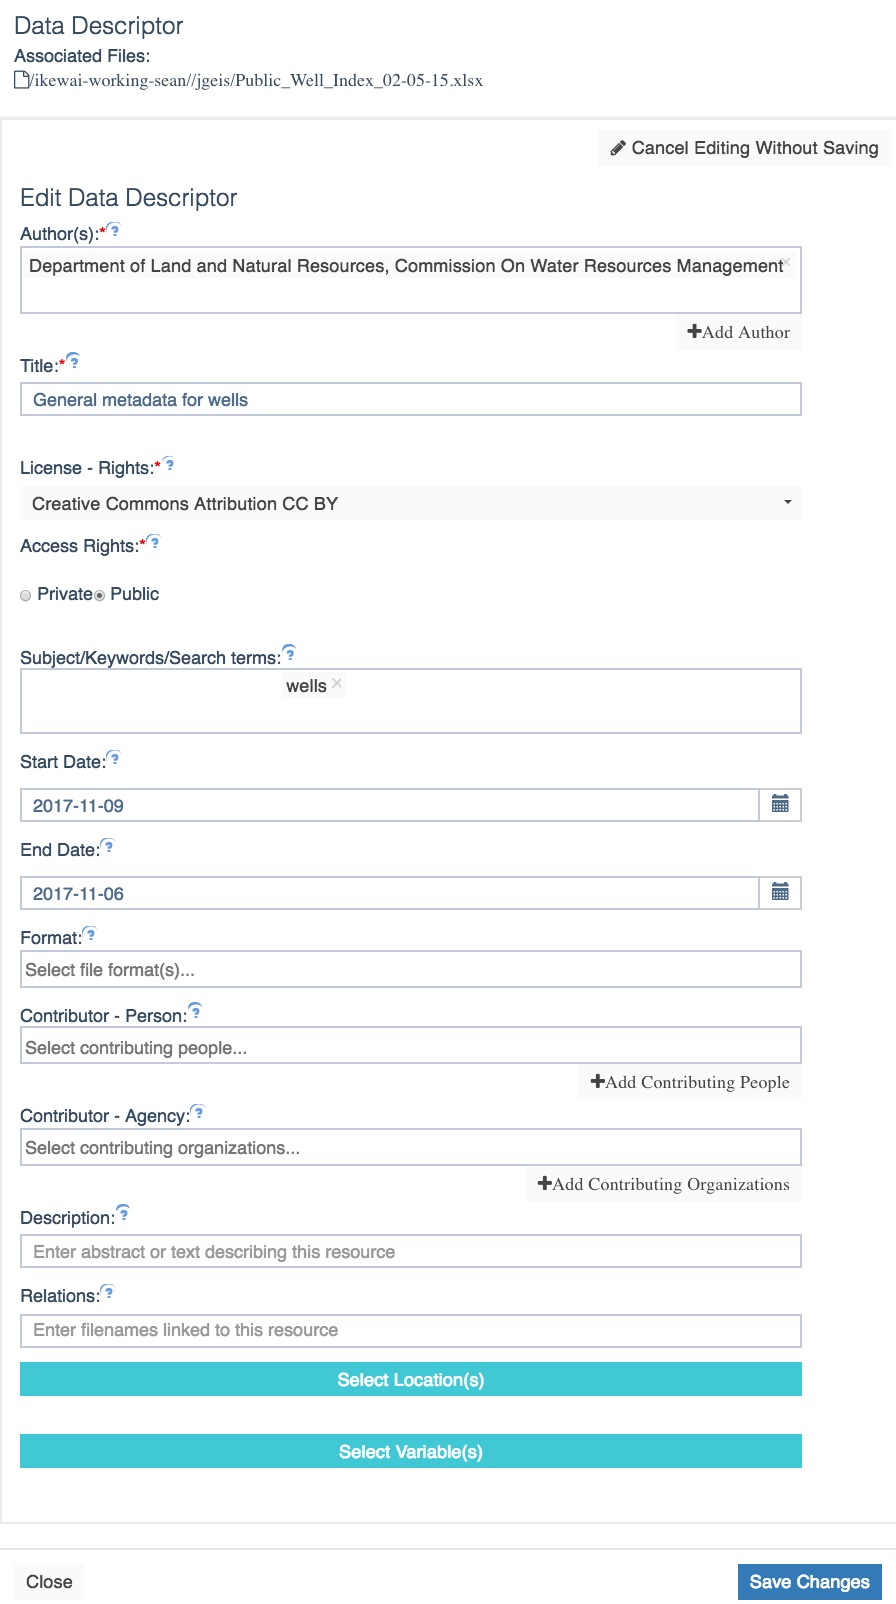 Data Descriptor
Associated Files:
/ikewai-working-sean//jgeis/Public_Well_Index_02-05-15.xlsx
Cancel Editing Without Saving
Edit Data Descriptor
Author(s):*?
Department of Land and Natural Resources, Commission On Water Resources Management×
+Add Author
Title:*?
General metadata for wells
License - Rights:*?
Creative Commons Attribution CC BY
Access Rights:*?
Private Public
Subject/Keywords/Search terms:?
wells ×
Start Date:?
2017-11-09
End Date:?
2017-11-06
Format:?
Select file format(s)...
Contributor - Person:?
Select contributing people...
+Add Contributing People
Contributor - Agency:?
Select contributing organizations...
+Add Contributing Organizations
Description:?
Enter abstract or text describing this resource
Relations:?
Enter filenames linked to this resource
Select Location(s)
Select Variable(s)
Close
Save Changes